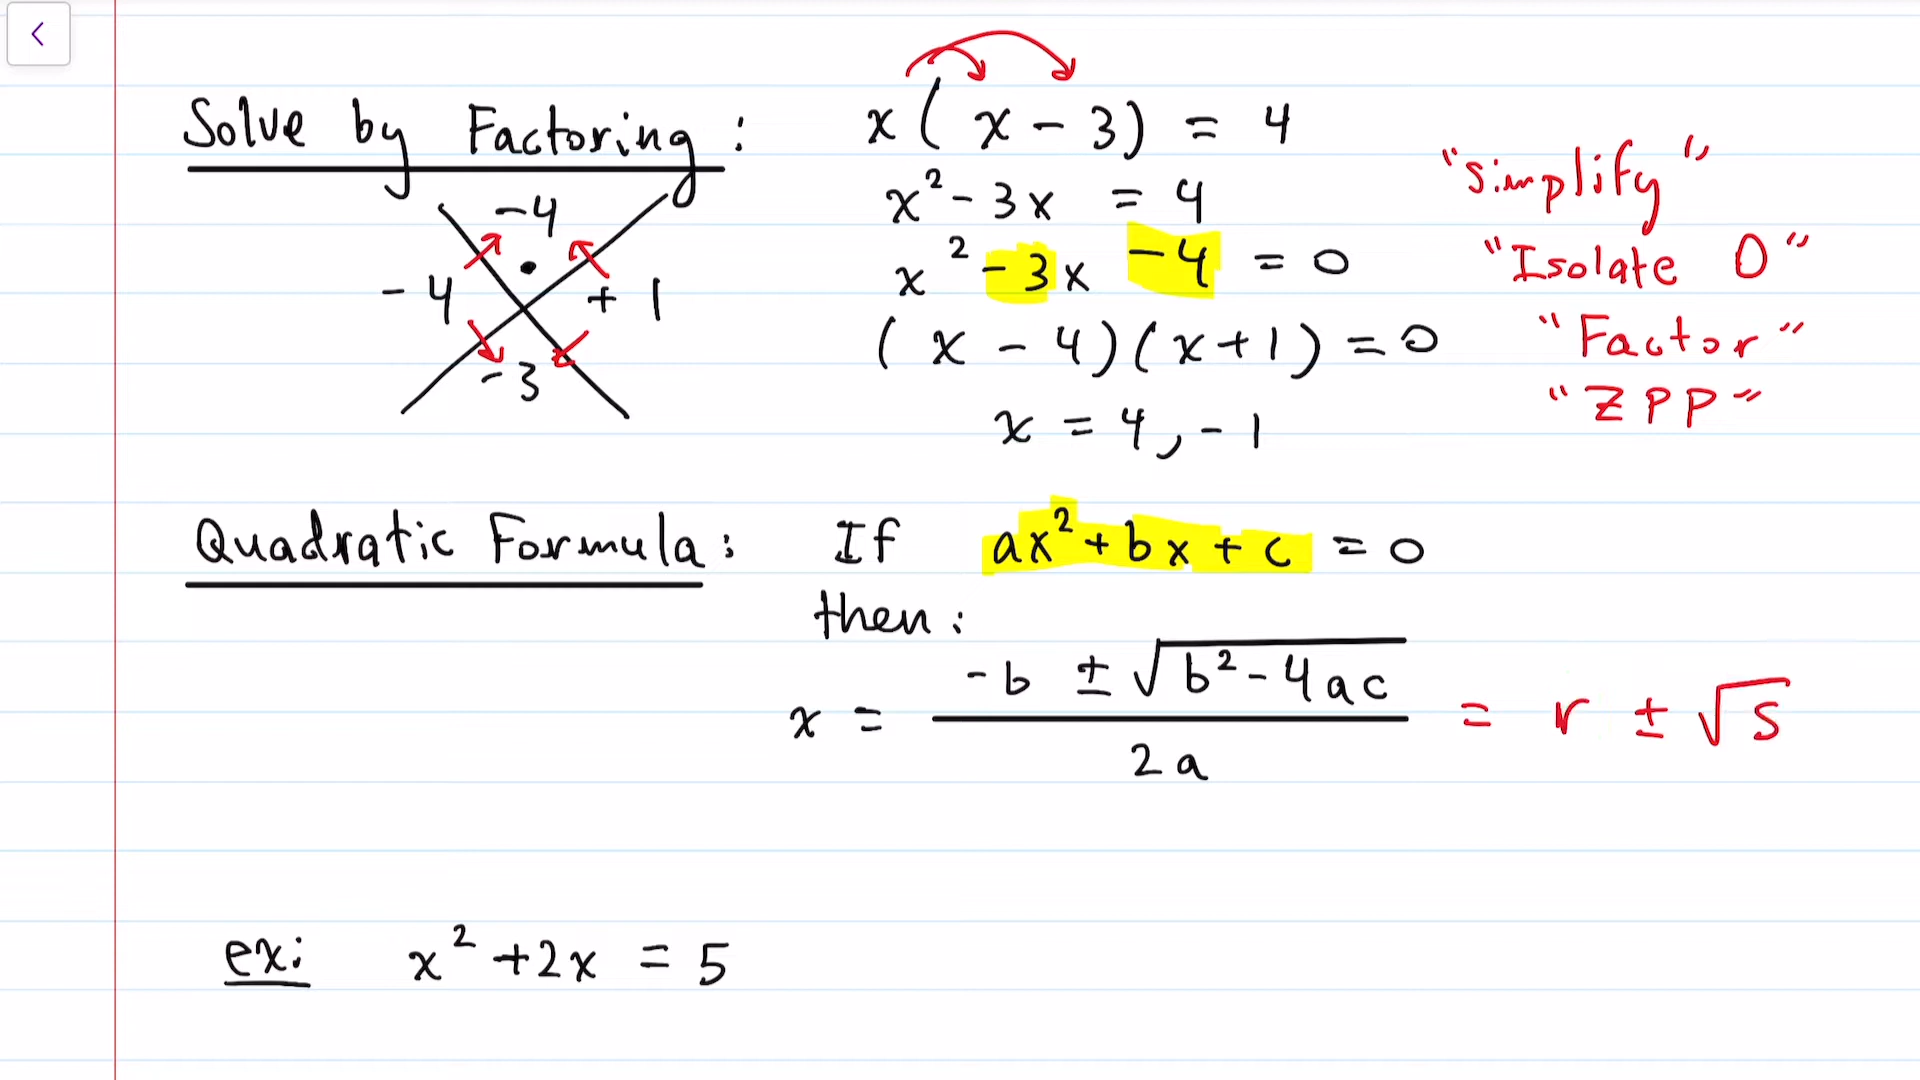 Solve by Factoring: x(x-3) = 4
x² - 3x = 4
"simplify"
x² - 3x - 4 = 0
"Isolate 0"
(x - 4)(x+1) = 0
"Factor"
x = 4, -1
"ZPP"
-4
-4 + 1
-3
Quadratic Formula: If ax² + bx + c = 0
then:
x = -b ± √b² - 4ac / 2a = r ± √s
ex: x² + 2x = 5